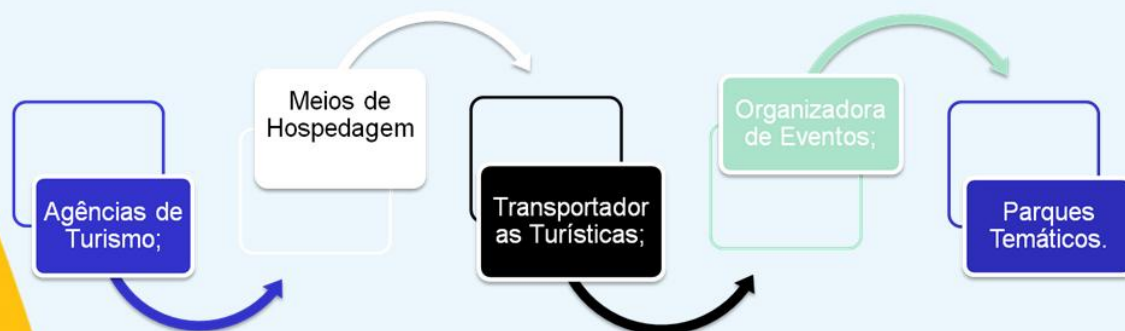 Agências de
Turismo;
Meios de
Hospedagem
Transportador
as Turísticas;
Organizadora
de Eventos;
Parques
Temáticos.